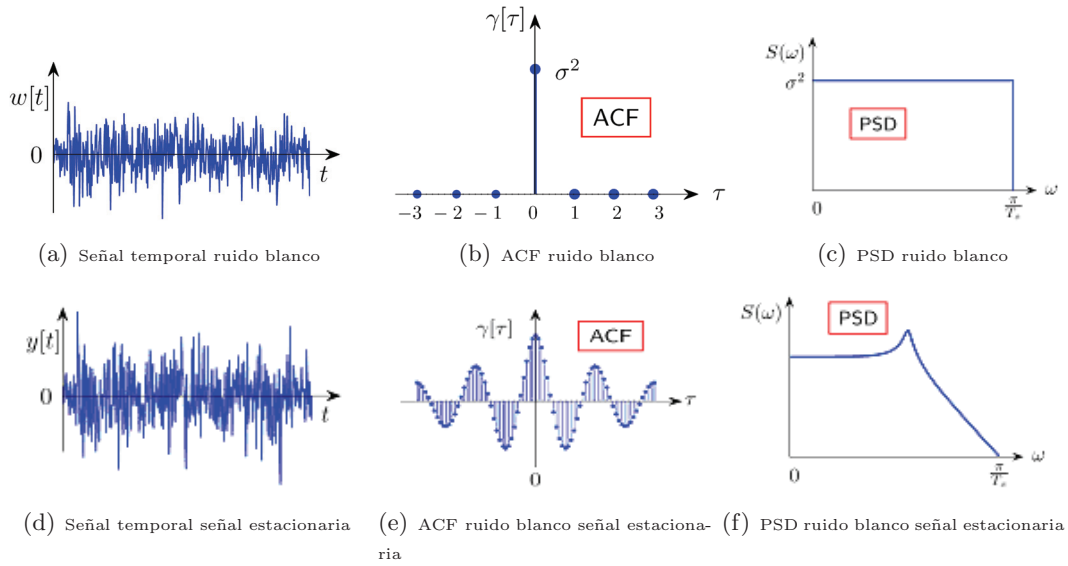 w[t]
0
t
γ[τ]
σ²
ACF
τ
−3 −2 −1 0 1 2 3
S(ω)
σ²
PSD
0
π/Tₛ
ω
(a) Señal temporal ruido blanco
(b) ACF ruido blanco
(c) PSD ruido blanco
y[t]
0
t
γ[τ]
ACF
τ
0
S(ω)
PSD
0
π/Tₛ
ω
(d) Señal temporal señal estacionaria
(e) ACF ruido blanco señal estaciona-
ria
(f) PSD ruido blanco señal estacionaria